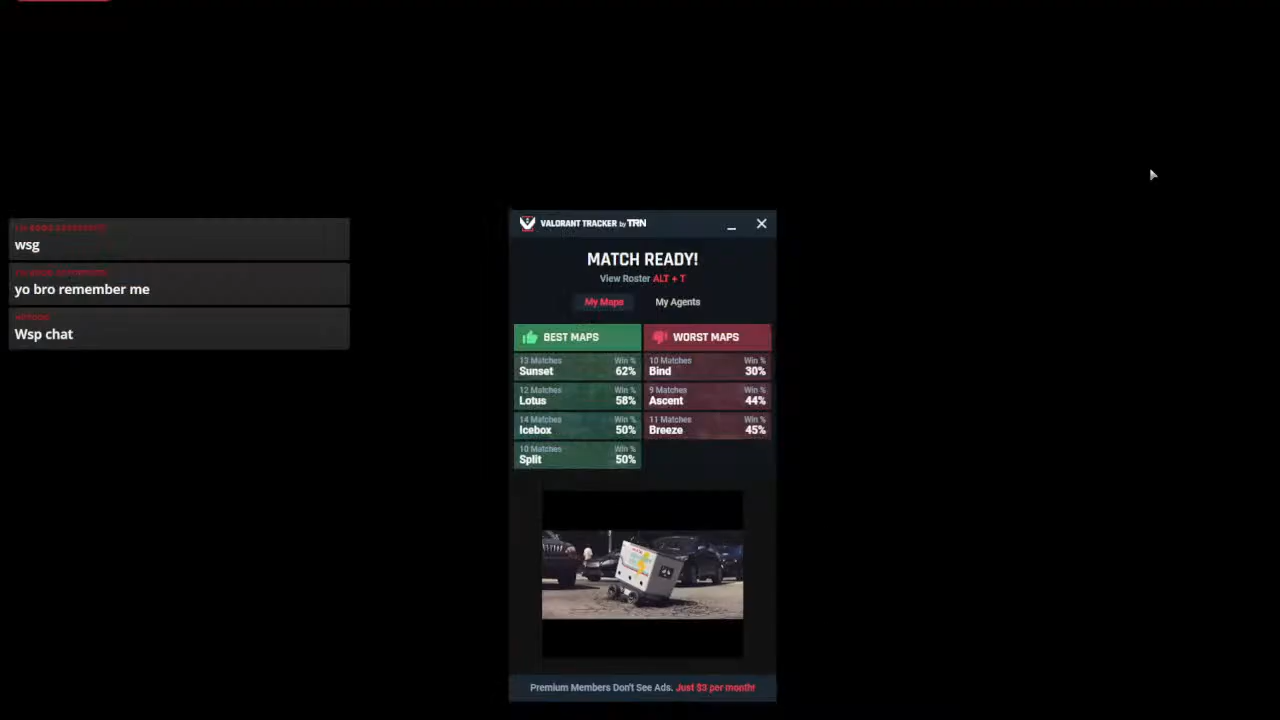 wsg
yo bro remember me
Wsp chat
VALORANT TRACKER by TRN
MATCH READY!
View Roster ALT + T
My Maps
My Agents
BEST MAPS
WORST MAPS
13 Matches Win %
Sunset 62%
10 Matches Win %
Bind 30%
12 Matches Win %
Lotus 58%
9 Matches Win %
Ascent 44%
14 Matches Win %
Icebox 50%
11 Matches Win %
Breeze 45%
10 Matches Win %
Split 50%
Premium Members Don't See Ads. Just $3 per month!